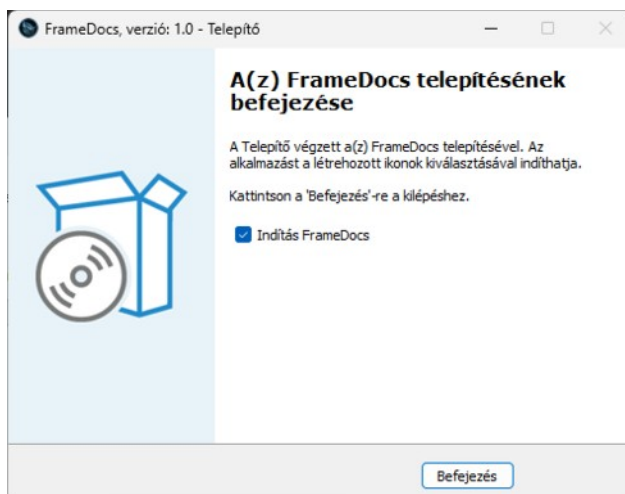 FrameDocs, verzió: 1.0 - Telepítő
A(z) FrameDocs telepítésének
befejezése
A Telepítő végzett a(z) FrameDocs telepítésével. Az
alkalmazást a létrehozott ikonok kiválasztásával indíthatja.
Kattintson a 'Befejezés'-re a kilépéshez.
Indítás FrameDocs
Befejezés